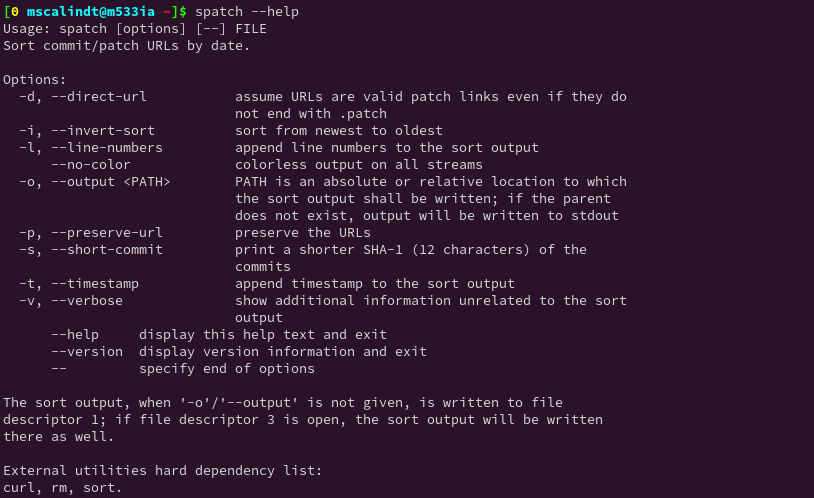 [0 mscalindt@m533ia ~]$ spatch --help
Usage: spatch [options] [--] FILE
Sort commit/patch URLs by date.

Options:
  -d, --direct-url           assume URLs are valid patch links even if they do
                             not end with .patch
  -i, --invert-sort          sort from newest to oldest
  -l, --line-numbers         append line numbers to the sort output
      --no-color             colorless output on all streams
  -o, --output <PATH>        PATH is an absolute or relative location to which
                             the sort output shall be written; if the parent
                             does not exist, output will be written to stdout
  -p, --preserve-url         preserve the URLs
  -s, --short-commit         print a shorter SHA-1 (12 characters) of the
                             commits
  -t, --timestamp            append timestamp to the sort output
  -v, --verbose              show additional information unrelated to the sort
                             output
      --help     display this help text and exit
      --version  display version information and exit
      --         specify end of options

The sort output, when '-o'/'--output' is not given, is written to file
descriptor 1; if file descriptor 3 is open, the sort output will be written
there as well.

External utilities hard dependency list:
curl, rm, sort.